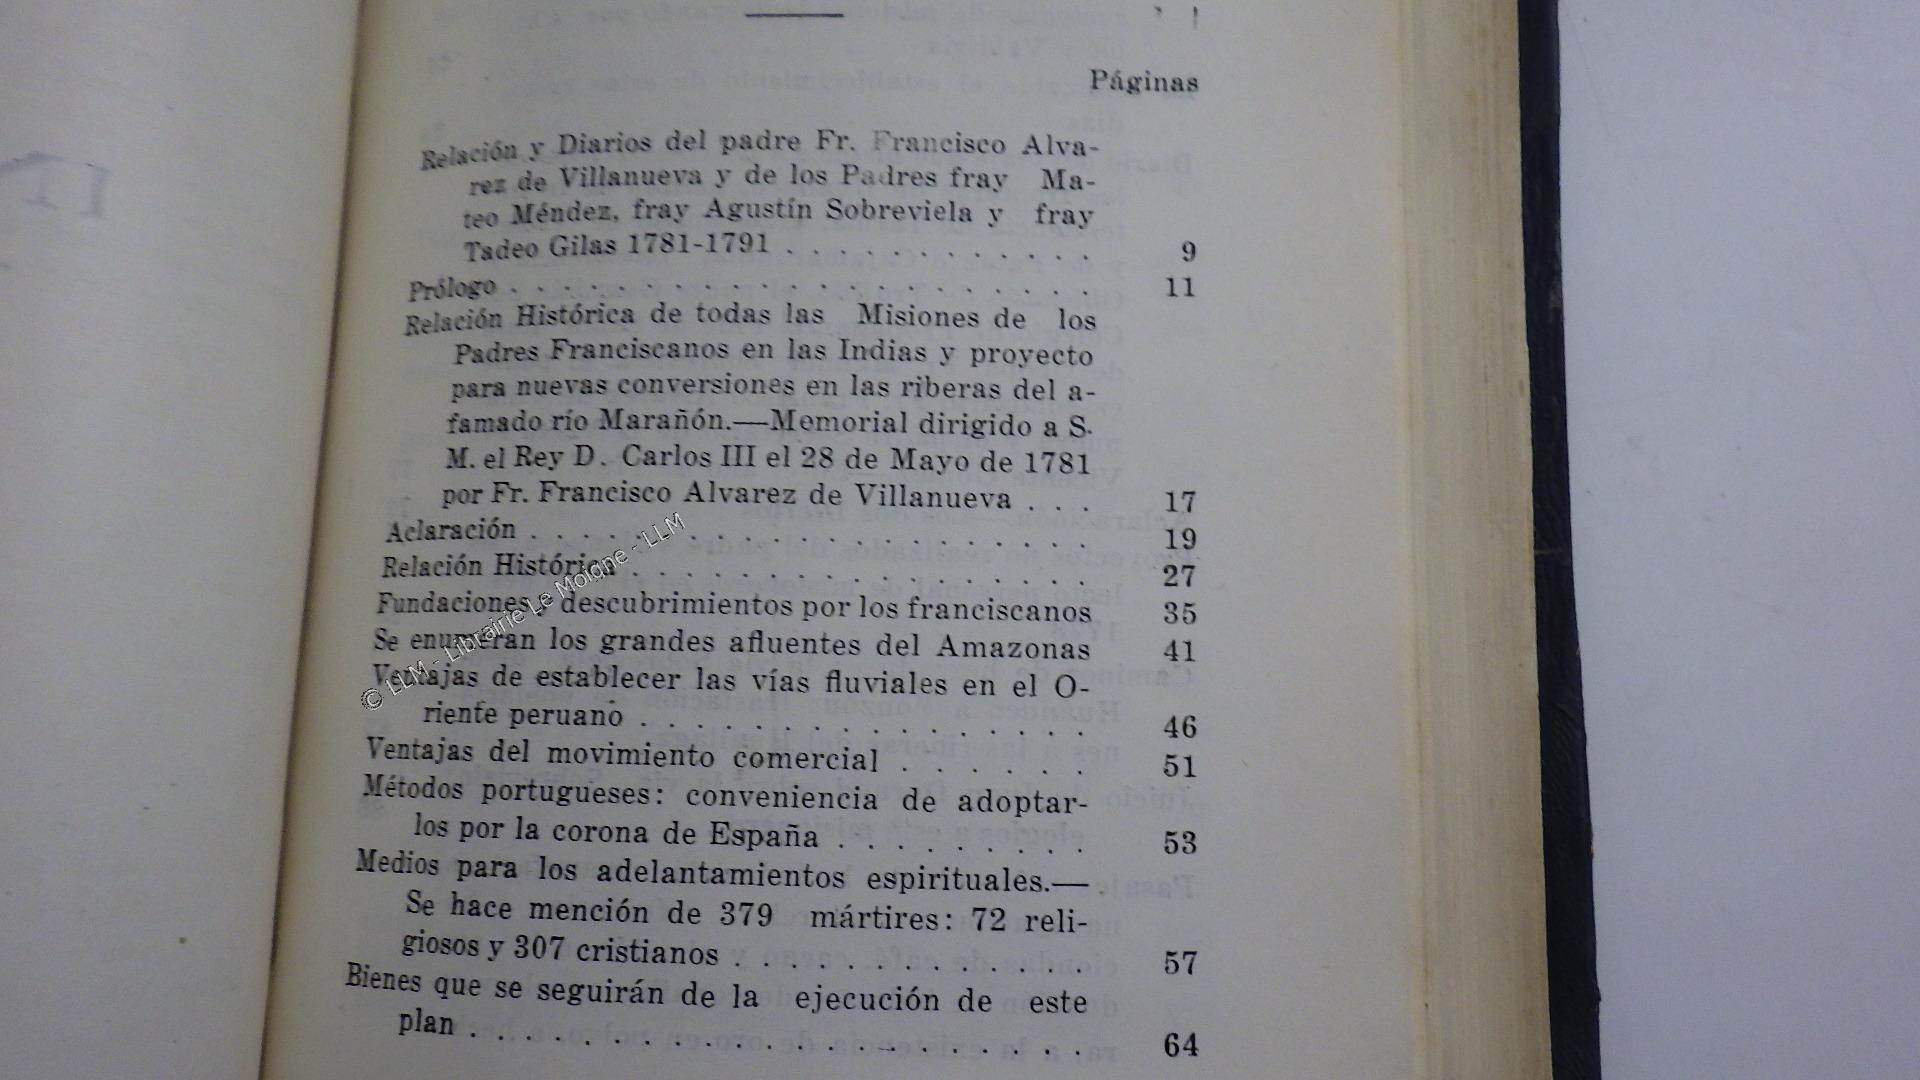 Páginas
Relación y Diarios del padre Fr. Francisco Alva-
rez de Villanueva y de los Padres fray Ma-
teo Méndez, fray Agustín Sobreviela y fray
Tadeo Gilas 1781-1791 . . . . . . . . . . . . 9
Prólogo . . . . . . . . . . . . . . . . . . . . . . 11
Relación Histórica de todas las Misiones de los
Padres Franciscanos en las Indias y proyecto
para nuevas conversiones en las riberas del a-
famado río Marañón.—Memorial dirigido a S.
M. el Rey D. Carlos III el 28 de Mayo de 1781
por Fr. Francisco Alvarez de Villanueva . . . 17
Aclaración . . . . . . . . . . . . . . . . . . . . . 19
Relación Histórica . . . . . . . . . . . . . . . . . 27
Fundaciones y descubrimientos por los franciscanos 35
Se enumeran los grandes afluentes del Amazonas 41
Ventajas de establecer las vías fluviales en el O-
riente peruano . . . . . . . . . . . . . . . . 46
Ventajas del movimiento comercial . . . . . . . 51
Métodos portugueses: conveniencia de adoptar-
los por la corona de España . . . . . . . . . 53
Medios para los adelantamientos espirituales.—
Se hace mención de 379 mártires: 72 reli-
giosos y 307 cristianos . . . . . . . . . . . . . 57
Bienes que se seguirán de la ejecución de este
plan . . . . . . . . . . . . . . . . . . . . . . 64
© LLM - Librairie Le Moigne - LLM